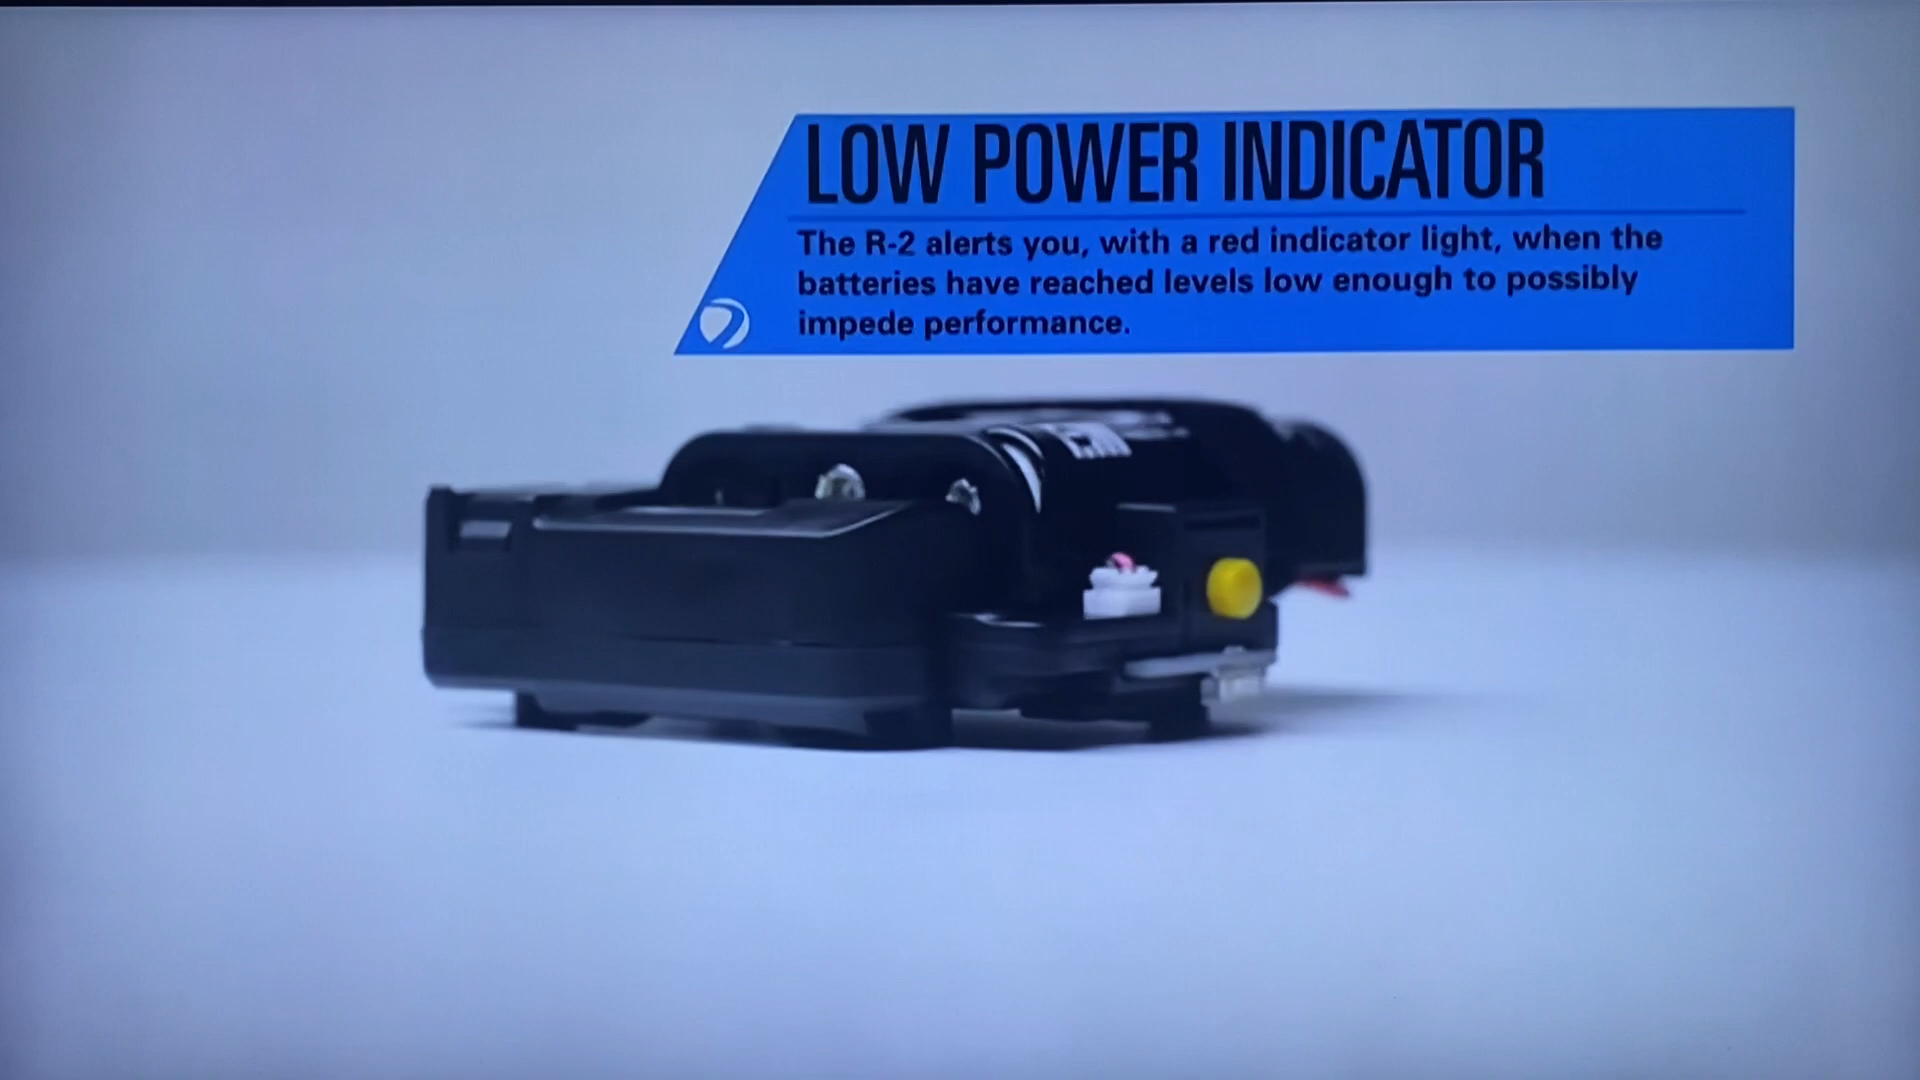 LOW POWER INDICATOR
The R-2 alerts you, with a red indicator light, when the
batteries have reached levels low enough to possibly
impede performance.